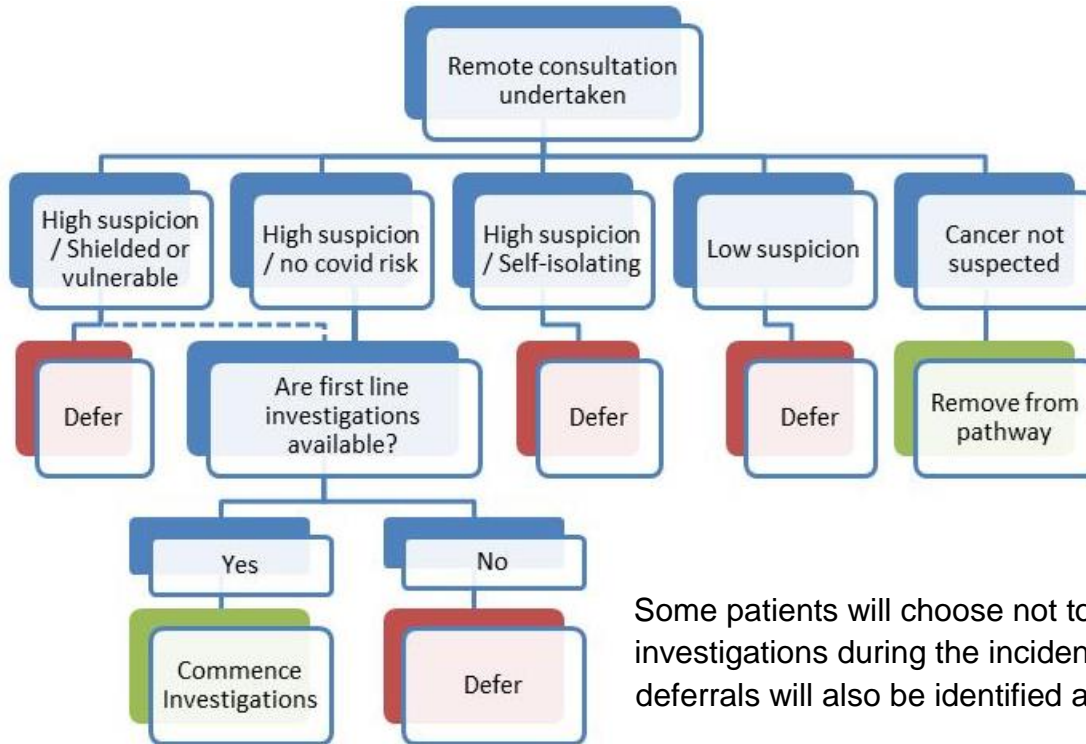 Remote consultation
undertaken
High suspicion
/ Shielded or
vulnerable
High suspicion
/ no covid risk
High suspicion
/ Self-isolating
Low suspicion
Cancer not
suspected
Defer
Are first line
investigations
available?
Defer
Defer
Remove from
pathway
Yes
No
Commence
Investigations
Defer
Some patients will choose not to
investigations during the inciden
deferrals will also be identified a